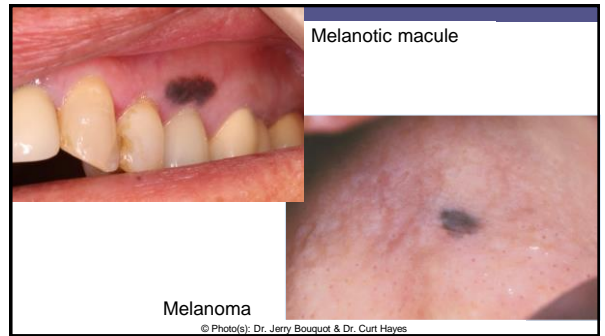 Melanotic macule
Melanoma
© Photo(s): Dr. Jerry Bouquot & Dr. Curt Hayes